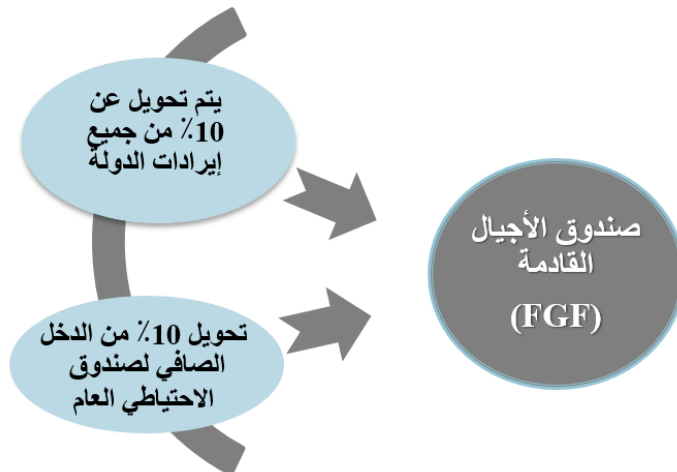 يتم تحويل عن
10٪ من جميع
إيرادات الدولة
تحويل 10٪ من الدخل
الصافي لصندوق
الاحتياطي العام
صندوق الأجيال
القادمة
(FGF)